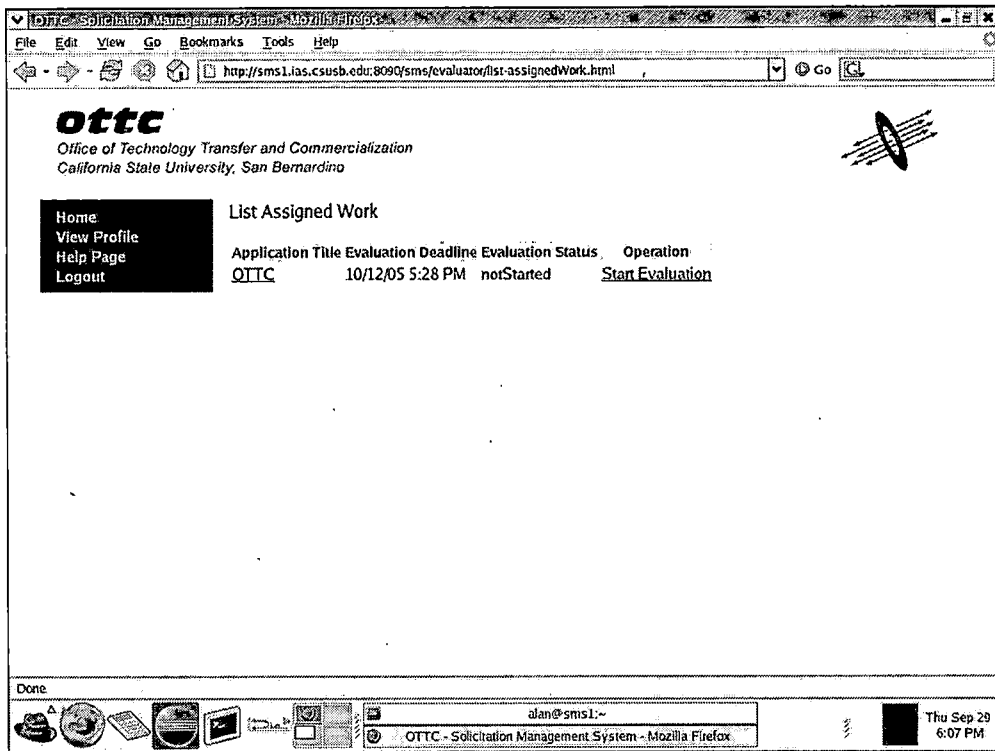 OTTC - Solicitation Management System - Mozilla Firefox
File Edit View Go Bookmarks Tools Help
http://sms1.ias.csusb.edu:8090/sms/evaluator/list-assignedWork.html Go
ottc
Office of Technology Transfer and Commercialization
California State University, San Bernardino
Home
View Profile
Help Page
Logout
List Assigned Work
Application Title Evaluation Deadline Evaluation Status Operation
OTTC 10/12/05 5:28 PM notStarted Start Evaluation
Done
alan@sms1:~
OTTC - Solicitation Management System - Mozilla Firefox
Thu Sep 29
6:07 PM